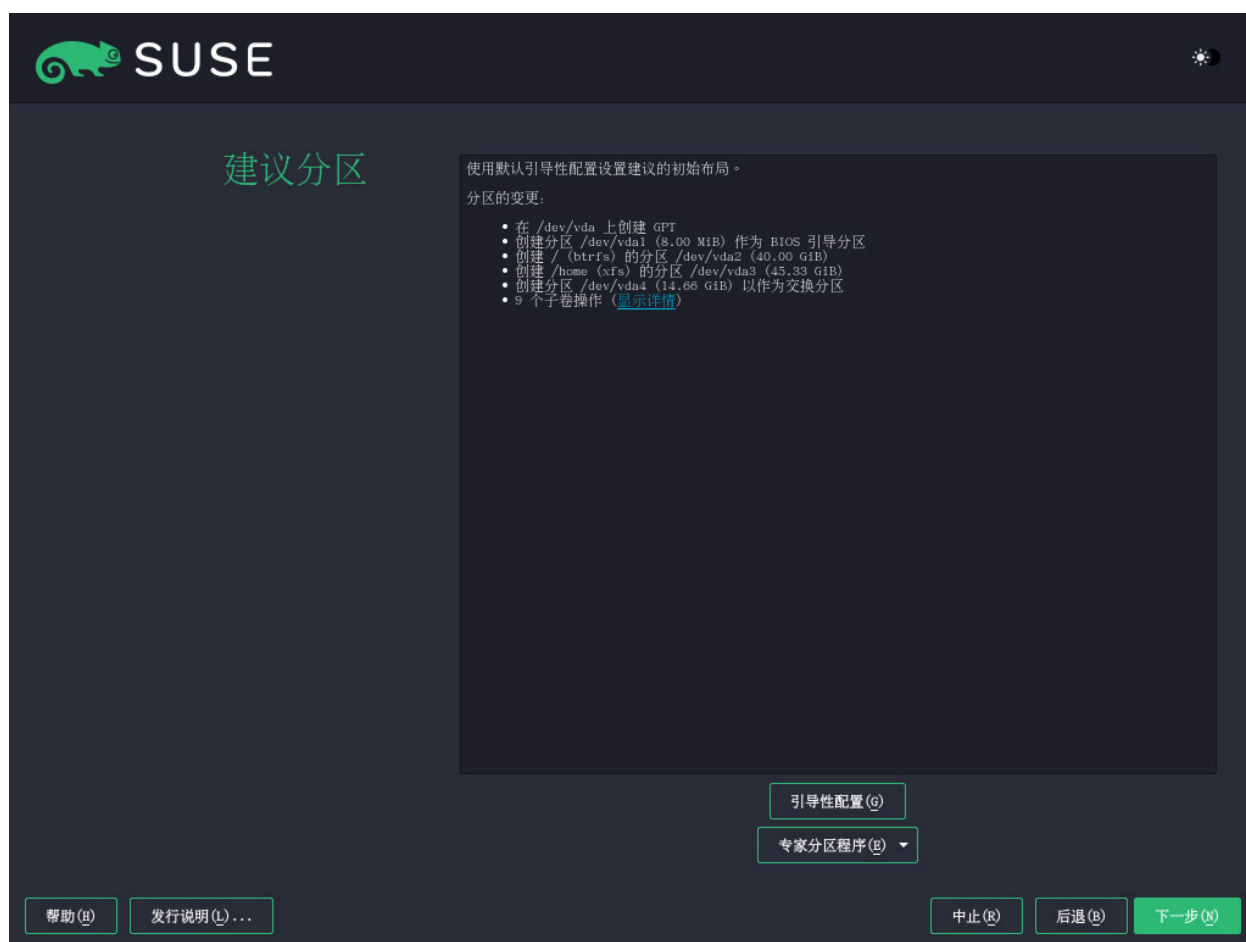 SUSE
建议分区
使用默认引导性配置设置建议的初始布局。
分区的变更:
• 在 /dev/vda 上创建 GPT
• 创建分区 /dev/vda1 (8.00 MiB) 作为 BIOS 引导分区
• 创建 / (btrfs) 的分区 /dev/vda2 (40.00 GiB)
• 创建 /home (xfs) 的分区 /dev/vda3 (45.33 GiB)
• 创建分区 /dev/vda4 (14.66 GiB) 以作为交换分区
• 9 个子卷操作 (显示详情)
引导性配置(G)
专家分区程序(E)
帮助(H) 发行说明(L)... 中止(R) 后退(B) 下一步(N)